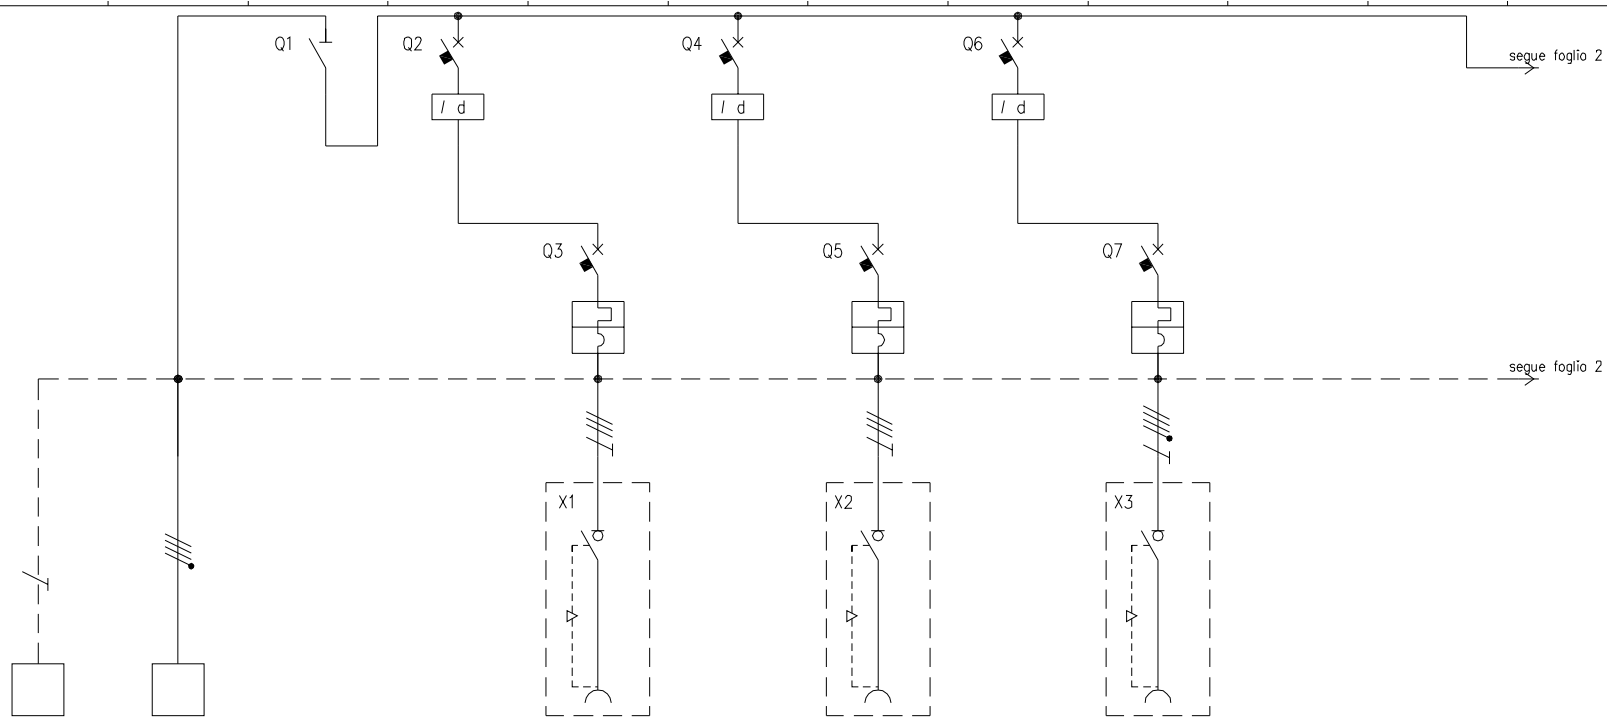 Q1
Q2
Q4
Q6
segue foglio 2
I d
I d
I d
Q3
Q5
Q7
segue foglio 2
X1
X2
X3